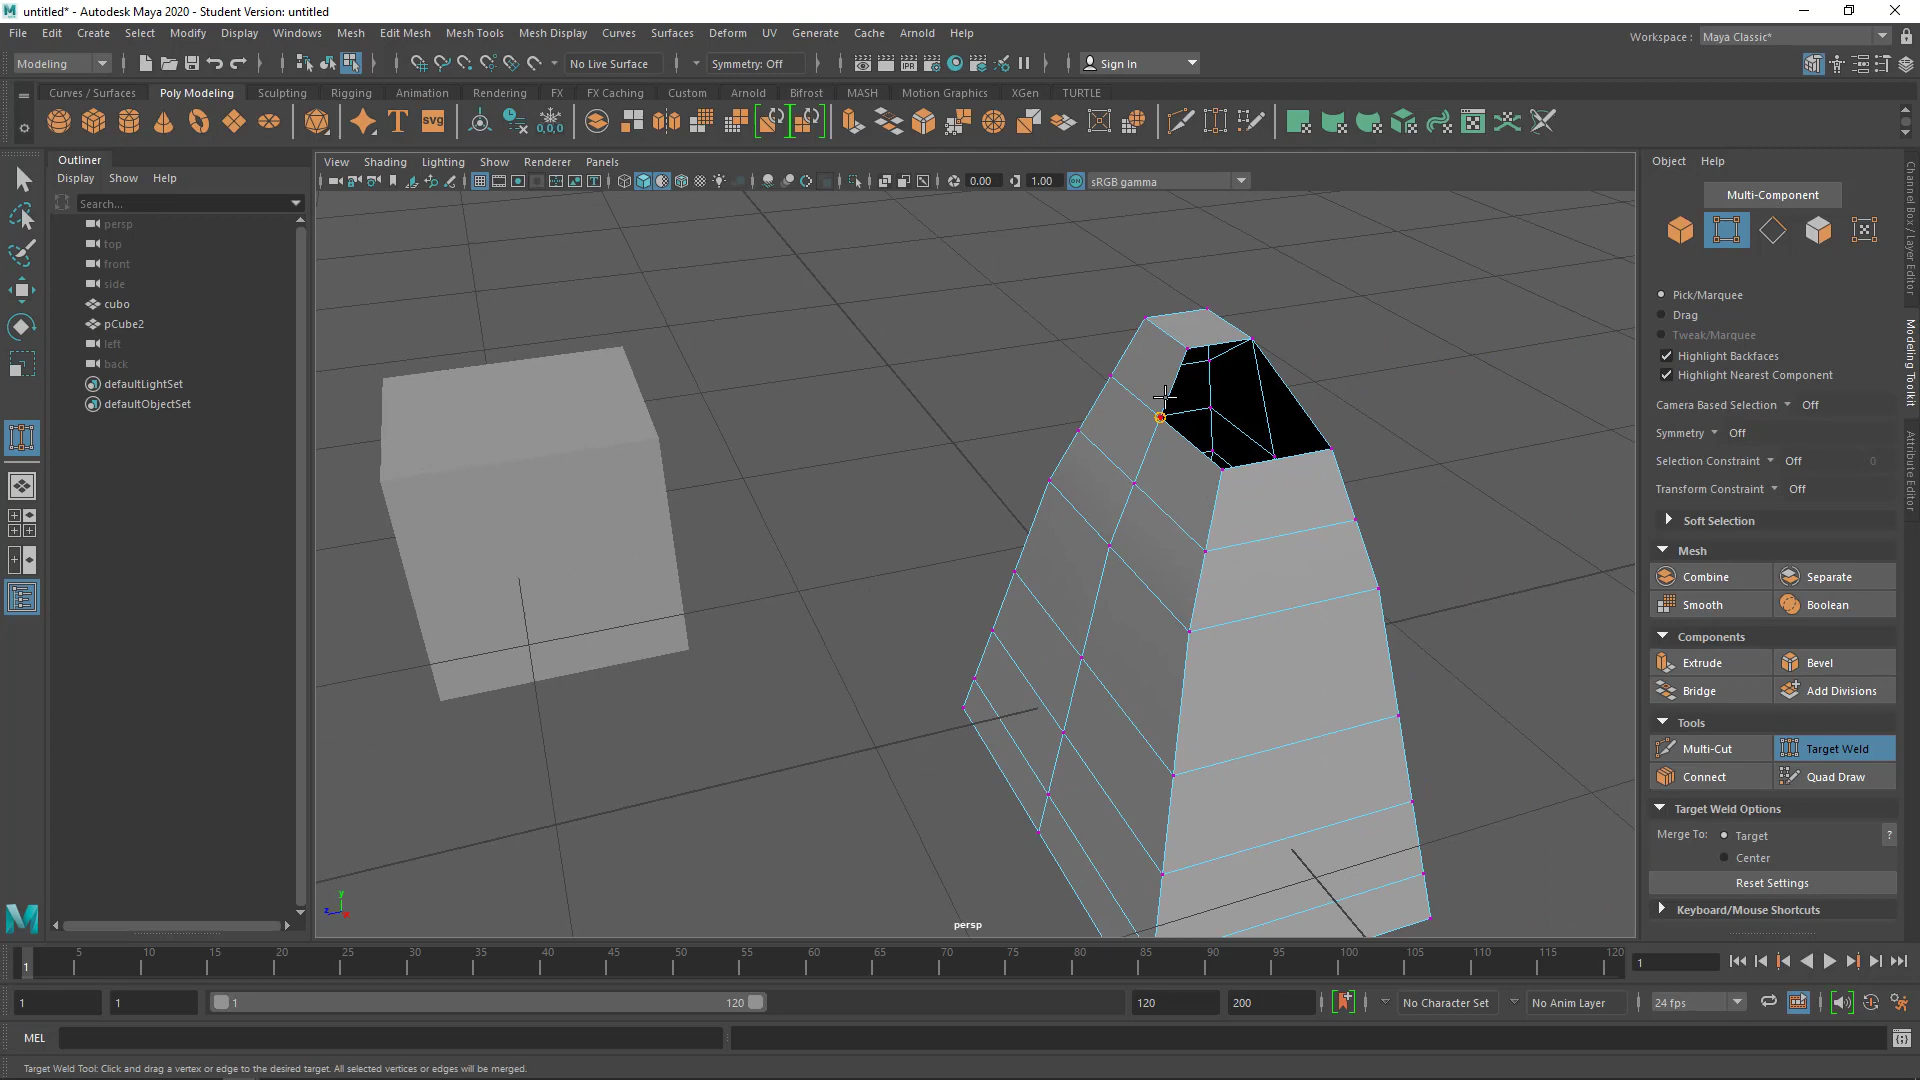 untitled* - Autodesk Maya 2020 - Student Version: untitled
File Edit Create Select Modify Display Windows Mesh Edit Mesh Mesh Tools Mesh Display Curves Surfaces Deform UV Generate Cache Arnold Help
Workspace : Maya Classic*
Modeling No Live Surface Symmetry: Off Sign In
Curves / Surfaces Poly Modeling Sculpting Rigging Animation Rendering FX FX Caching Custom Arnold Bifrost MASH Motion Graphics XGen TURTLE
Outliner
Display Show Help
Search...
persp
top
front
side
cubo
pCube2
left
back
defaultLightSet
defaultObjectSet
View Shading Lighting Show Renderer Panels
0.00 1.00 sRGB gamma
persp
Object Help
Multi-Component
Pick/Marquee
Drag
Tweak/Marquee
Highlight Backfaces
Highlight Nearest Component
Camera Based Selection Off
Symmetry Off
Selection Constraint Off 0
Transform Constraint Off
Soft Selection
Mesh
Combine Separate
Smooth Boolean
Components
Extrude Bevel
Bridge Add Divisions
Tools
Multi-Cut Target Weld
Connect Quad Draw
Target Weld Options
Merge To: Target ?
Center
Reset Settings
Keyboard/Mouse Shortcuts
Channel Box / Layer Editor
Modeling Toolkit
Attribute Editor
1 5 10 15 20 25 30 35 40 45 50 55 60 65 70 75 80 85 90 95 100 105 110 115 120 1
1 1 1 120 120 200 No Character Set No Anim Layer 24 fps
MEL
Target Weld Tool: Click and drag a vertex or edge to the desired target. All selected vertices or edges will be merged.